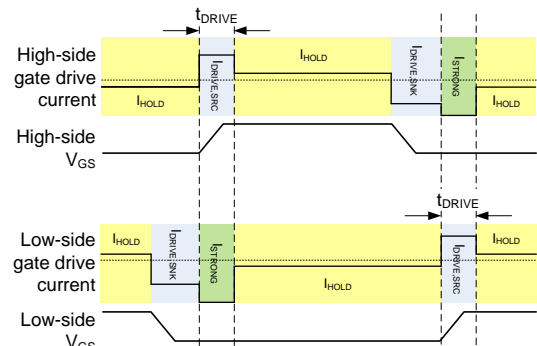 tDRIVE
High-side
gate drive
current
IHOLD
IDRIVE,SRC
IHOLD
IDRIVE,SNK
ISTRONG
IHOLD
High-side
VGS
tDRIVE
Low-side
gate drive
current
IHOLD
IDRIVE,SNK
ISTRONG
IHOLD
IDRIVE,SRC
IHOLD
Low-side
VGS